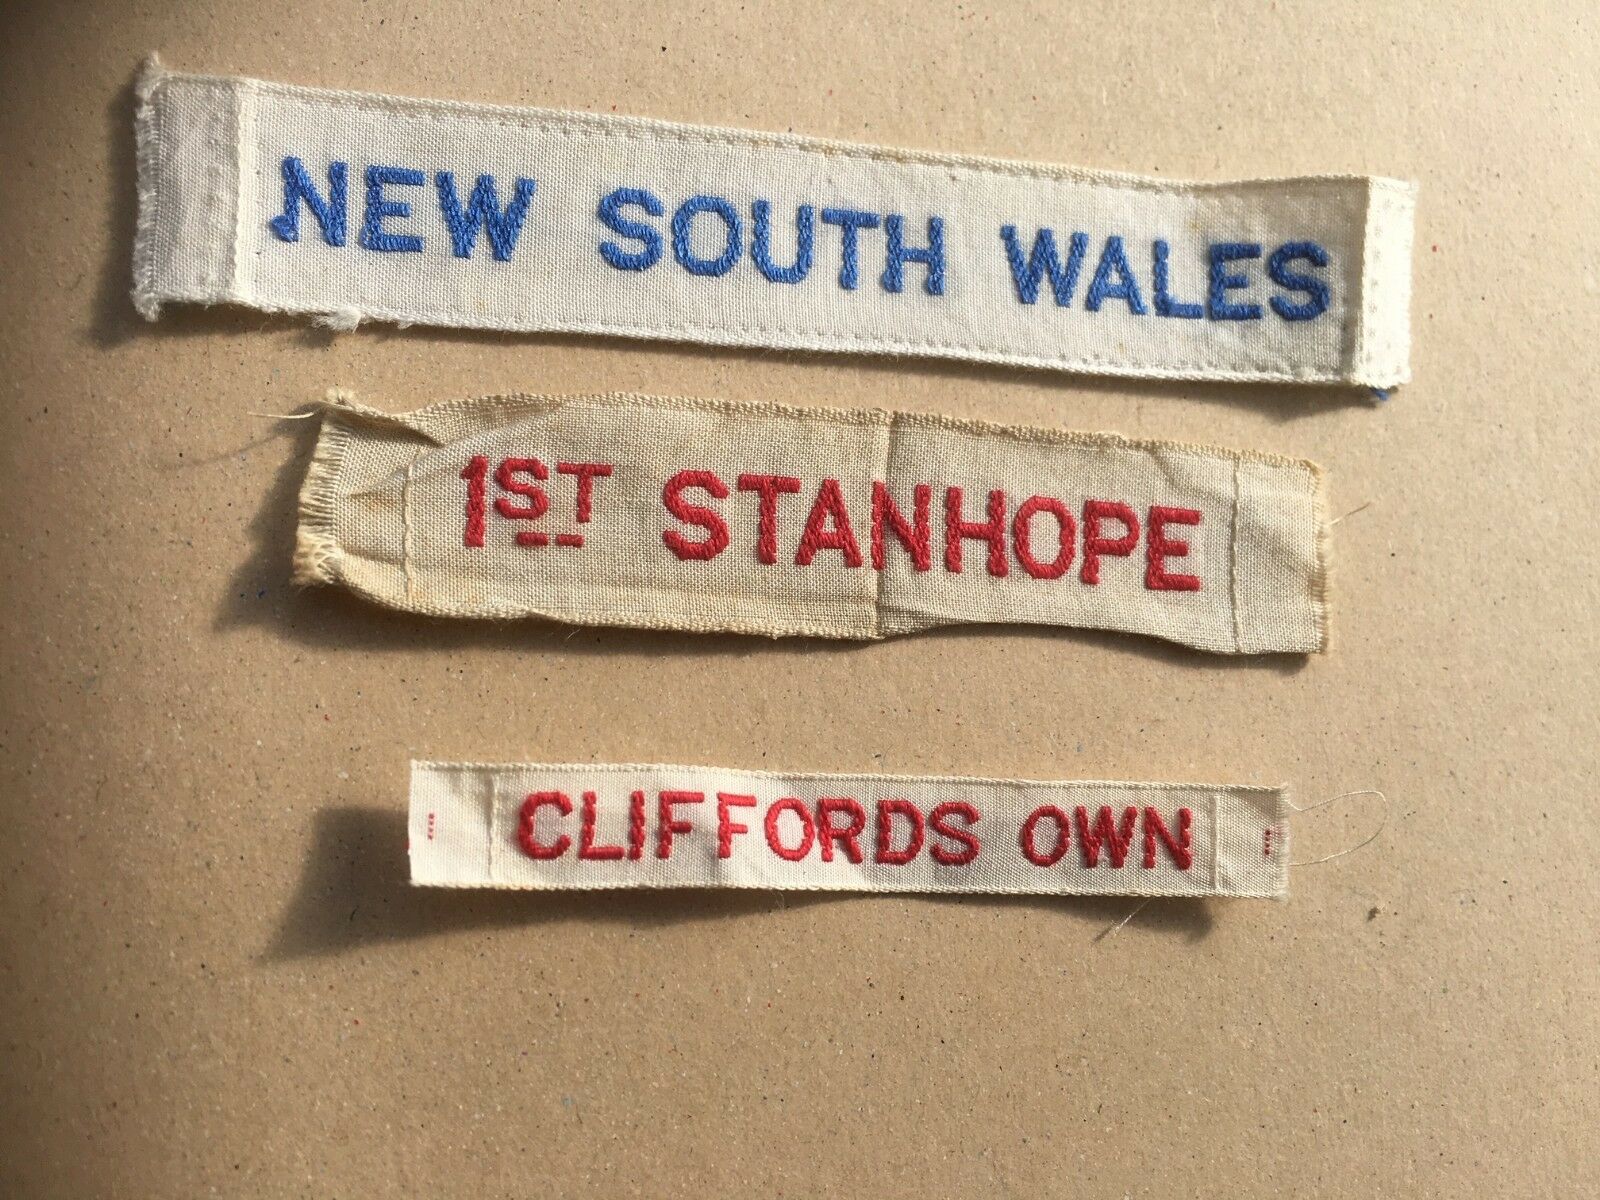 NEW SOUTH WALES
1ST STANHOPE
CLIFFORDS OWN